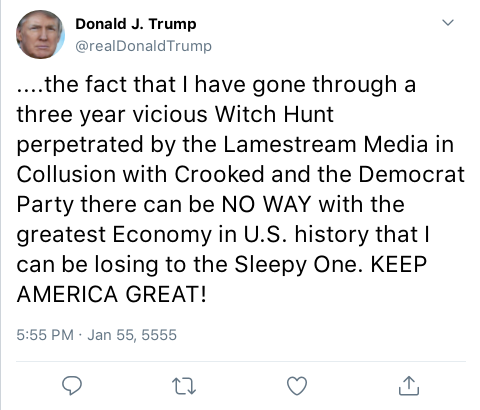 Donald J. Trump
@realDonaldTrump
....the fact that I have gone through a
three year vicious Witch Hunt
perpetrated by the Lamestream Media in
Collusion with Crooked and the Democrat
Party there can be NO WAY with the
greatest Economy in U.S. history that I
can be losing to the Sleepy One. KEEP
AMERICA GREAT!
5:55 PM · Jan 55, 5555